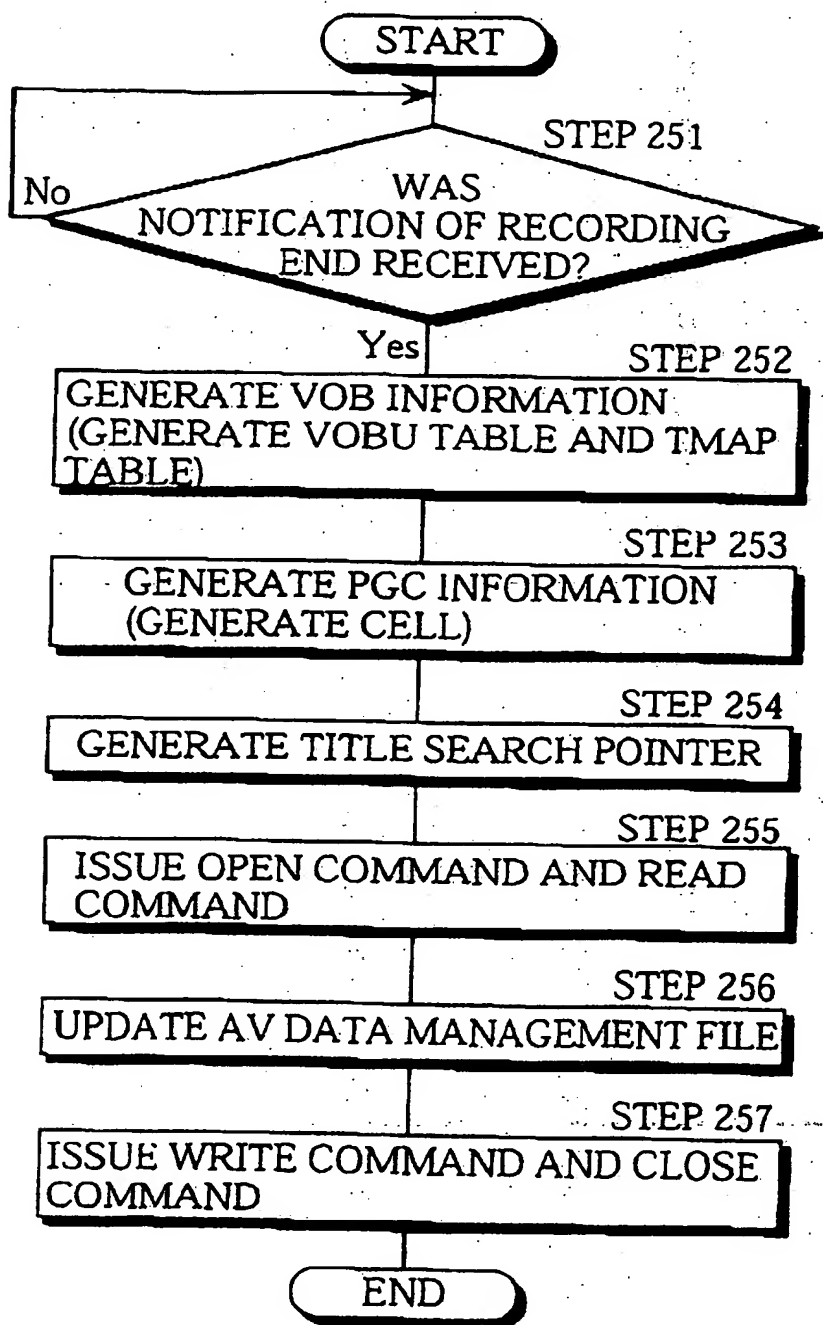 START
STEP 251
No
WAS
NOTIFICATION OF RECORDING
END RECEIVED?
Yes
STEP 252
GENERATE VOB INFORMATION
(GENERATE VOBU TABLE AND TMAP
TABLE)
STEP 253
GENERATE PGC INFORMATION
(GENERATE CELL)
STEP 254
GENERATE TITLE SEARCH POINTER
STEP 255
ISSUE OPEN COMMAND AND READ
COMMAND
STEP 256
UPDATE AV DATA MANAGEMENT FILE
STEP 257
ISSUE WRITE COMMAND AND CLOSE
COMMAND
END